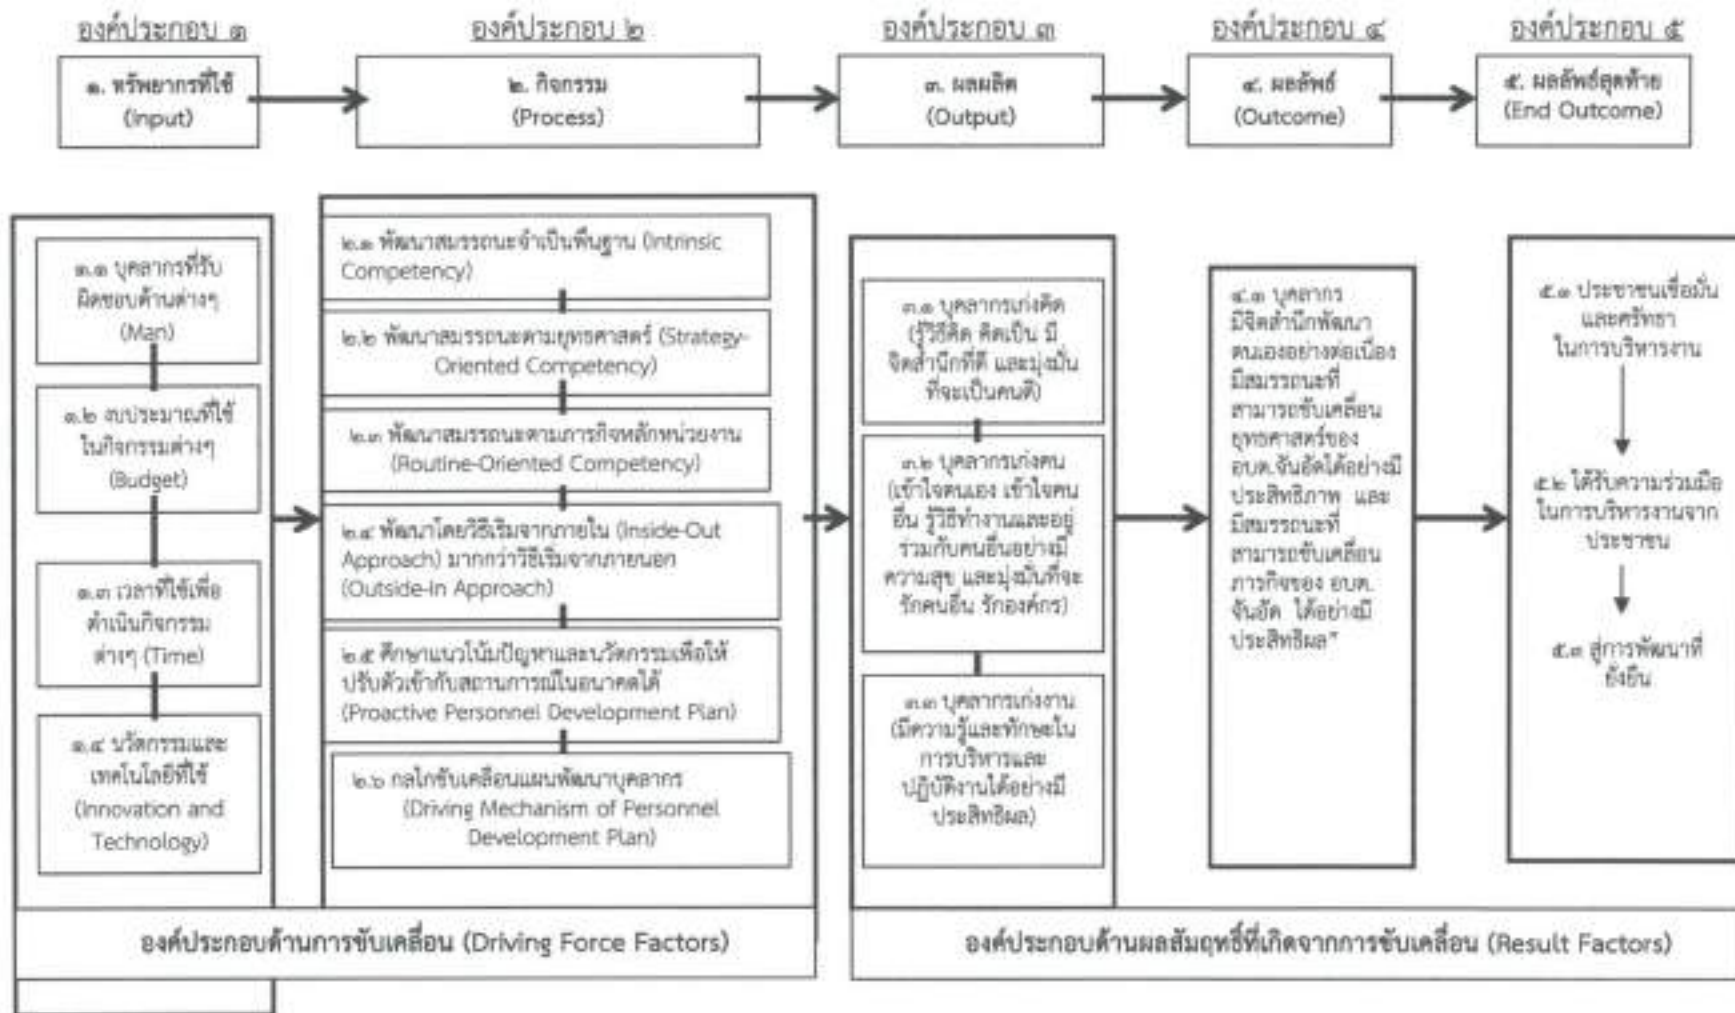 องค์ประกอบ ๑
องค์ประกอบ ๒
องค์ประกอบ ๓
องค์ประกอบ ๔
องค์ประกอบ ๕
๑. ทรัพยากรที่ใช้
(Input)
๒. กิจกรรม
(Process)
๓. ผลผลิต
(Output)
๔. ผลลัพธ์
(Outcome)
๕. ผลลัพธ์สุดท้าย
(End Outcome)
๑.๑ บุคลากรที่รับ
ผิดชอบด้านต่างๆ
(Man)
๑.๒ งบประมาณที่ใช้
ในกิจกรรมต่างๆ
(Budget)
๑.๓ เวลาที่ใช้เพื่อ
ดำเนินกิจกรรม
ต่างๆ (Time)
๑.๔ นวัตกรรมและ
เทคโนโลยีที่ใช้
(Innovation and
Technology)
๒.๑ พัฒนาสมรรถนะจำเป็นพื้นฐาน (Intrinsic
Competency)
๒.๒ พัฒนาสมรรถนะตามยุทธศาสตร์ (Strategy-
Oriented Competency)
๒.๓ พัฒนาสมรรถนะตามภารกิจหลักหน่วยงาน
(Routine-Oriented Competency)
๒.๔ พัฒนาโดยวิธีเริ่มจากภายใน (Inside-Out
Approach) มากกว่าวิธีเริ่มจากภายนอก
(Outside-In Approach)
๒.๕ ศึกษาแนวโน้มปัญหาและนวัตกรรมเพื่อให้
ปรับตัวเข้ากับสถานการณ์ในอนาคตได้
(Proactive Personnel Development Plan)
๒.๖ กลไกขับเคลื่อนแผนพัฒนาบุคลากร
(Driving Mechanism of Personnel
Development Plan)
๓.๑ บุคลากรเก่งคิด
(รู้วิธีคิด คิดเป็น มี
จิตสำนึกที่ดี และมุ่งมั่น
ที่จะเป็นคนดี)
๓.๒ บุคลากรเก่งคน
(เข้าใจตนเอง เข้าใจคน
อื่น รู้วิธีทำงานและอยู่
ร่วมกับคนอื่นอย่างมี
ความสุข และมุ่งมั่นที่จะ
รักคนอื่น รักองค์กร)
๓.๓ บุคลากรเก่งงาน
(มีความรู้และทักษะใน
การบริหารและ
ปฏิบัติงานได้อย่างมี
ประสิทธิผล)
๔.๑ บุคลากร
มีจิตสำนึกพัฒนา
ตนเองอย่างต่อเนื่อง
มีสมรรถนะที่
สามารถขับเคลื่อน
ยุทธศาสตร์ของ
อบต.จันอัดได้อย่างมี
ประสิทธิภาพ และ
มีสมรรถนะที่
สามารถขับเคลื่อน
ภารกิจของ อบต.
จันอัด ได้อย่างมี
ประสิทธิผล"
๕.๑ ประชาชนเชื่อมั่น
และศรัทธา
ในการบริหารงาน
๕.๒ ได้รับความร่วมมือ
ในการบริหารงานจาก
ประชาชน
๕.๓ สู่การพัฒนาที่
ยั่งยืน
องค์ประกอบด้านการขับเคลื่อน (Driving Force Factors)
องค์ประกอบด้านผลสัมฤทธิ์ที่เกิดจากการขับเคลื่อน (Result Factors)